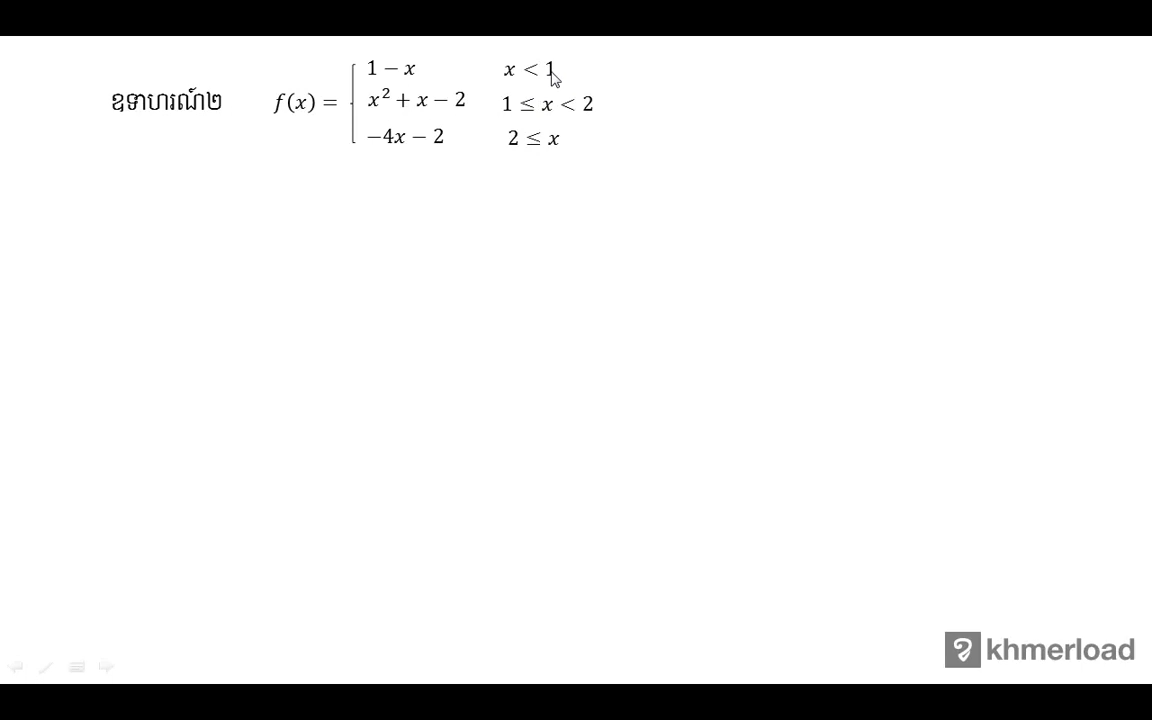 1 − x x < 1
ឧទាហរណ៍២ f(x) = x² + x − 2 1 ≤ x < 2
−4x − 2 2 ≤ x
khmerload